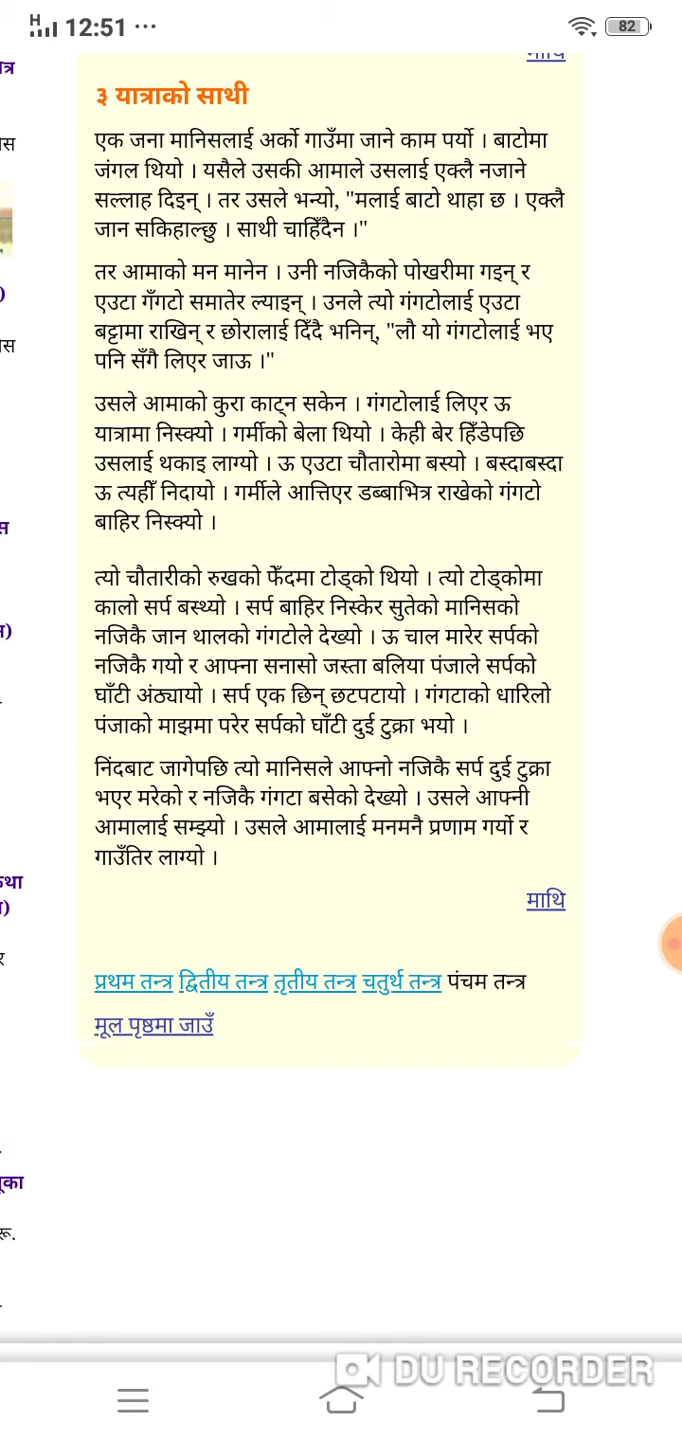 H
12:51 ...
82
त्र
माथि
३ यात्राको साथी
स
एक जना मानिसलाई अर्को गाउँमा जाने काम पर्यो ।  बाटोमा
जंगल थियो । यसैले उसकी आमाले उसलाई एक्लै नजाने
सल्लाह दिइन् । तर उसले भन्यो, "मलाई बाटो थाहा छ । एक्लै
जान सकिहाल्छु । साथी चाहिँदैन ।"
तर आमाको मन मानेन । उनी नजिकैको पोखरीमा गइन् र
एउटा गँगटो समातेर ल्याइन् । उनले त्यो गंगटोलाई एउटा
बट्टामा राखिन् र छोरालाई दिँदै भनिन्, "लौ यो गंगटोलाई भए
पनि सँगै लिएर जाऊ ।"
उसले आमाको कुरा काट्न सकेन । गंगटोलाई लिएर ऊ
यात्रामा निस्क्यो । गर्मीको बेला थियो । केही बेर हिँडेपछि
उसलाई थकाइ लाग्यो । ऊ एउटा चौतारोमा बस्यो । बस्दाबस्दा
ऊ त्यहीँ निदायो । गर्मीले आत्तिएर डब्बाभित्र राखेको गंगटो
बाहिर निस्क्यो ।
त्यो चौतारीको रुखको फेँदमा टोड्को थियो । त्यो टोड्कोमा
कालो सर्प बस्थ्यो । सर्प बाहिर निस्केर सुतेको मानिसको
नजिकै जान थालको गंगटोले देख्यो । ऊ चाल मारेर सर्पको
नजिकै गयो र आफ्ना सनासो जस्ता बलिया पंजाले सर्पको
घाँटी अंठ्यायो । सर्प एक छिन् छटपटायो । गंगटाको धारिलो
पंजाको माझमा परेर सर्पको घाँटी दुई टुक्रा भयो ।
निंदबाट जागेपछि त्यो मानिसले आफ्नो नजिकै सर्प दुई टुक्रा
भएर मरेको र नजिकै गंगटा बसेको देख्यो । उसले आफ्नी
आमालाई सम्झ्यो । उसले आमालाई मनमनै प्रणाम गर्यो र
गाउँतिर लाग्यो ।
माथि
प्रथम तन्त्र द्वितीय तन्त्र तृतीय तन्त्र चतुर्थ तन्त्र पंचम तन्त्र
मूल पृष्ठमा जाउँ
DU RECORDER